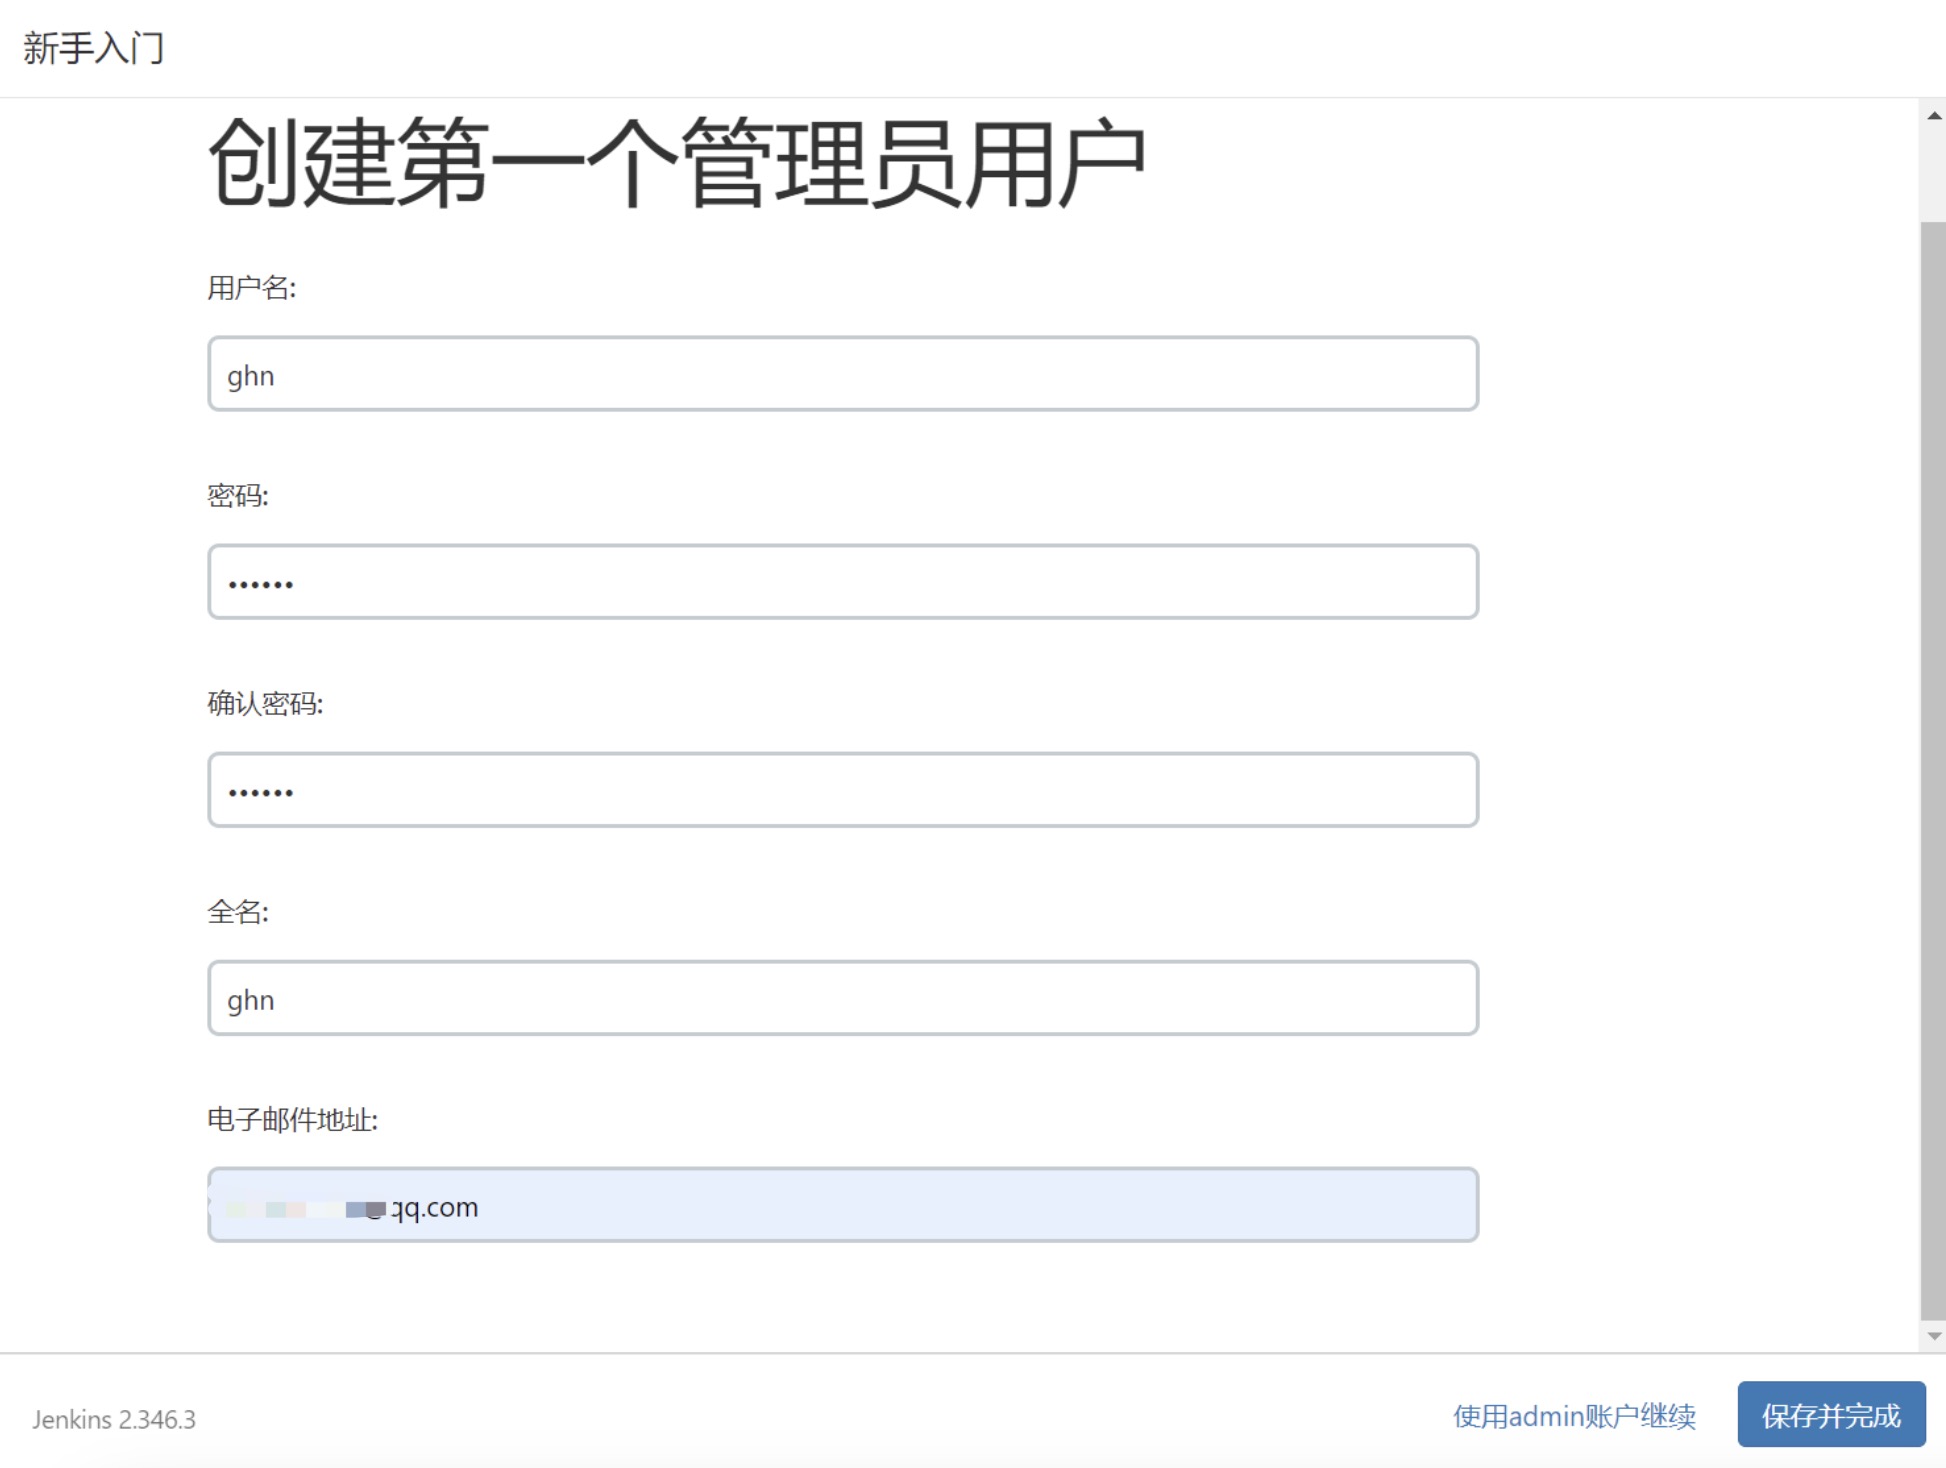 新手入门
创建第一个管理员用户
用户名:
ghn
密码:
••••••
确认密码:
••••••
全名:
ghn
电子邮件地址:
qq.com
Jenkins 2.346.3
使用admin账户继续
保存并完成